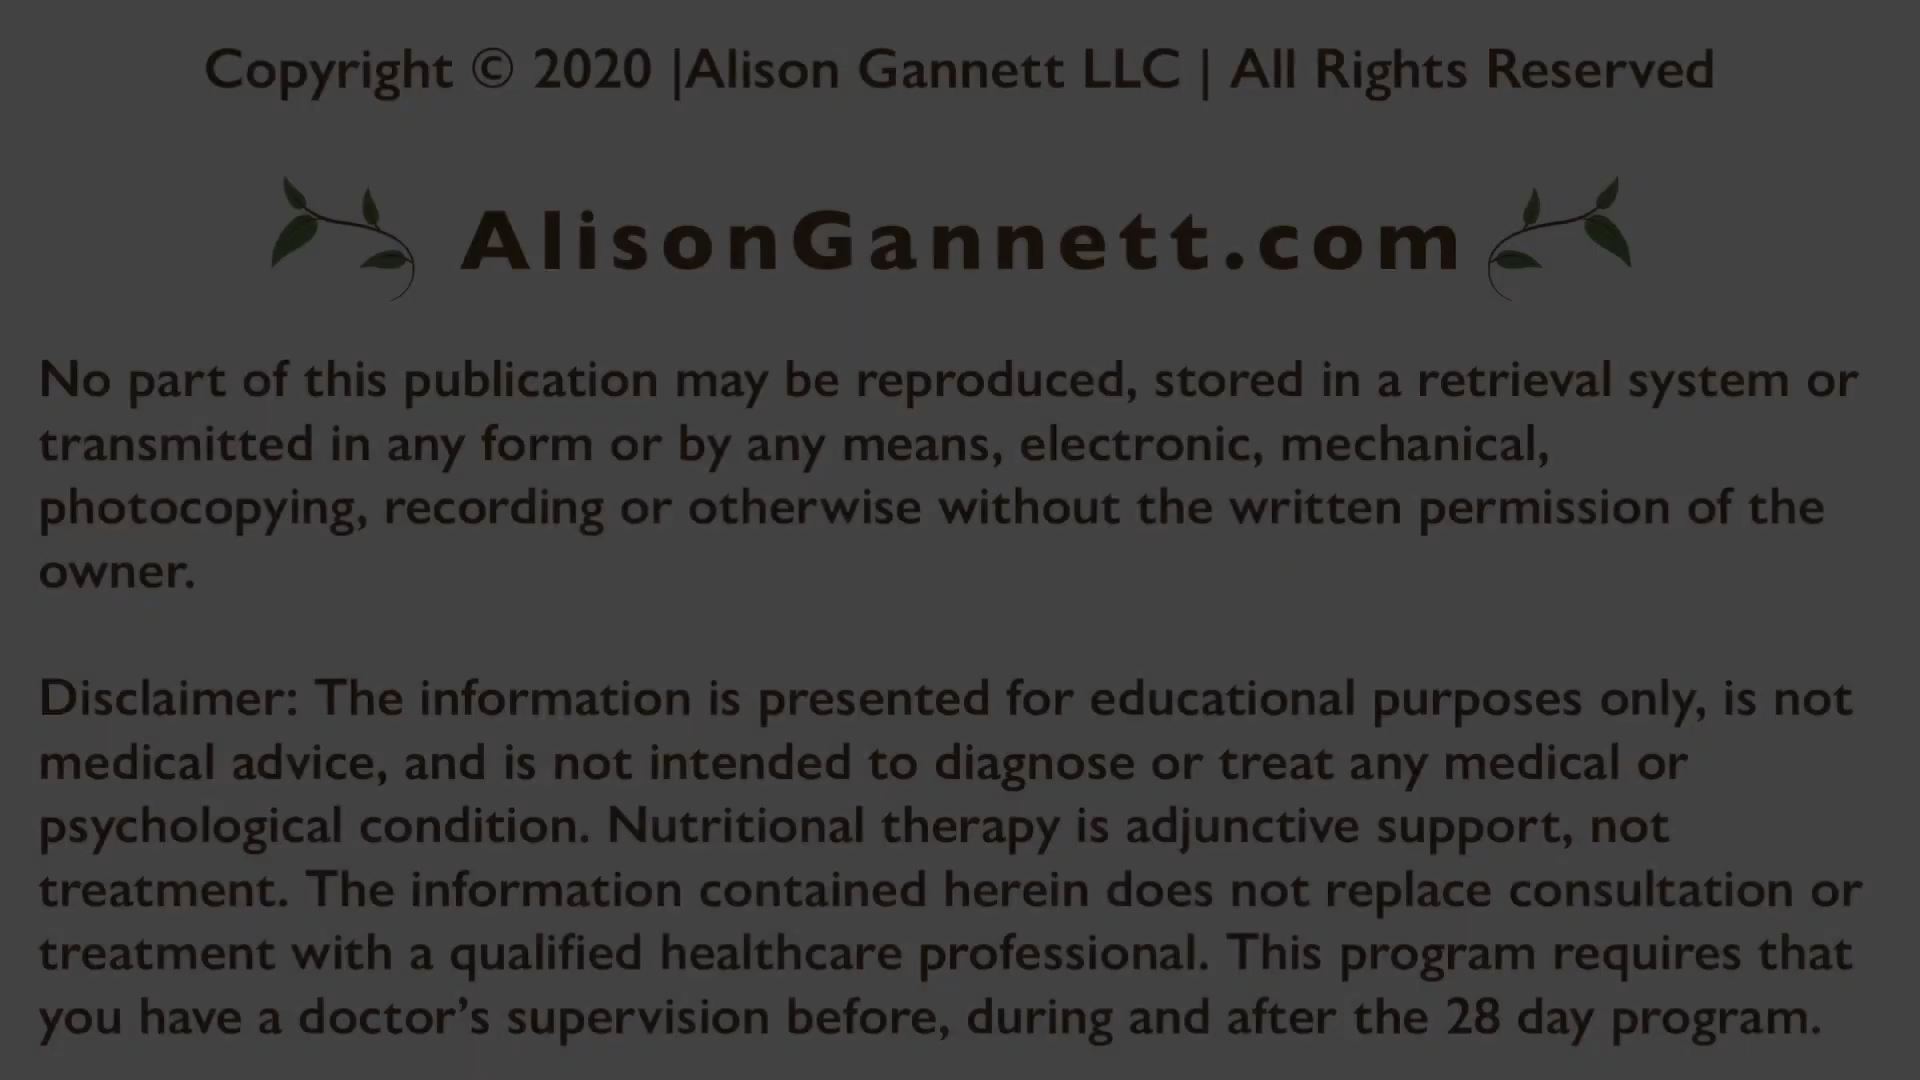 Copyright © 2020 |Alison Gannett LLC | All Rights Reserved
AlisonGannett.com
No part of this publication may be reproduced, stored in a retrieval system or
transmitted in any form or by any means, electronic, mechanical,
photocopying, recording or otherwise without the written permission of the
owner.
Disclaimer: The information is presented for educational purposes only, is not
medical advice, and is not intended to diagnose or treat any medical or
psychological condition. Nutritional therapy is adjunctive support, not
treatment. The information contained herein does not replace consultation or
treatment with a qualified healthcare professional. This program requires that
you have a doctor’s supervision before, during and after the 28 day program.